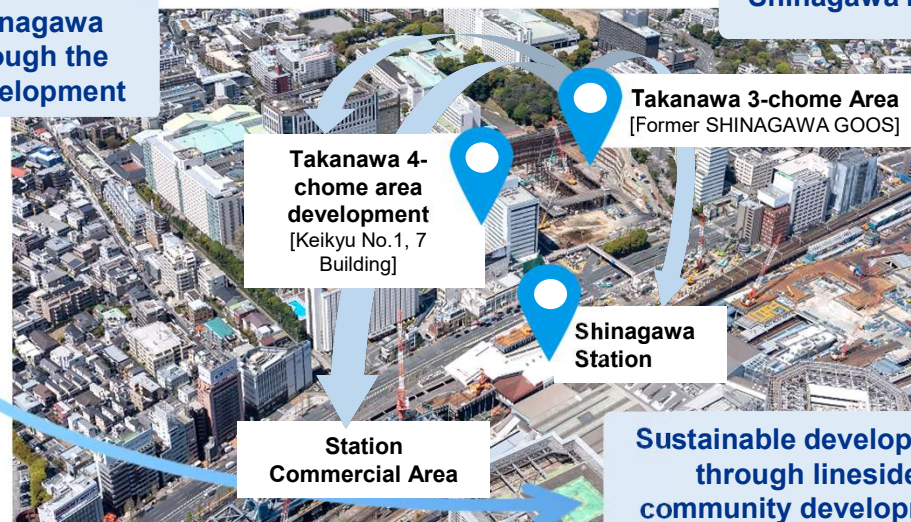 nagawa
ough the
elopment
Shinagawa
Takanawa 3-chome Area
[Former SHINAGAWA GOOS]
Takanawa 4-
chome area
development
[Keikyu No.1, 7
Building]
Shinagawa
Station
Station
Commercial Area
Sustainable develop
through lineside
community develop